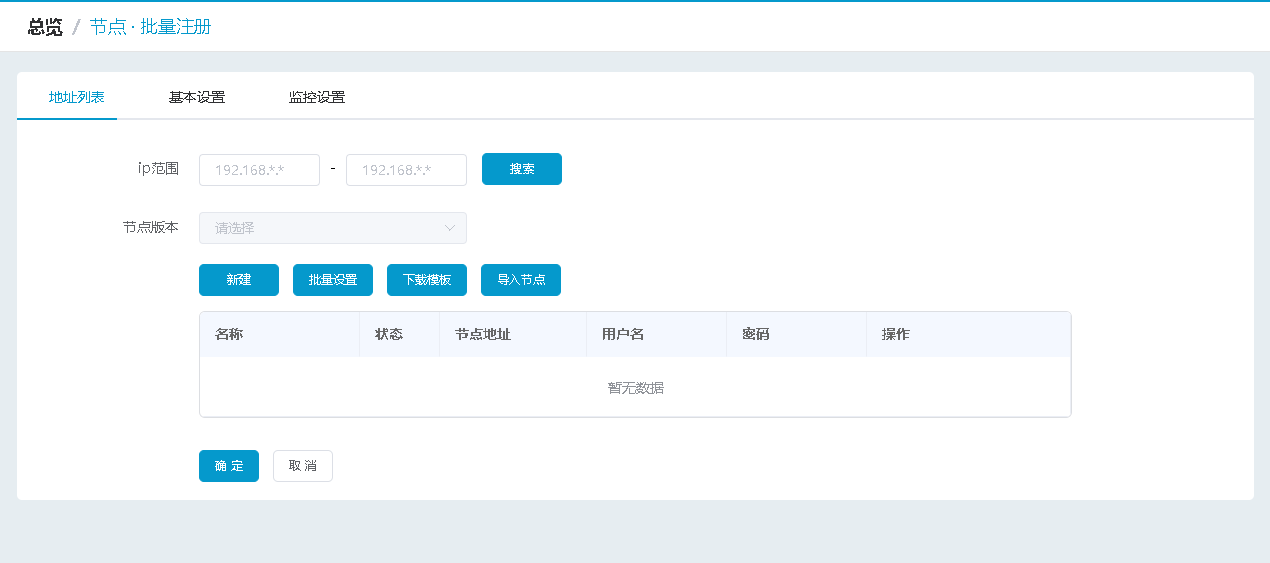 总览 / 节点 · 批量注册
地址列表 基本设置 监控设置
ip范围 192.168.*.* - 192.168.*.* 搜索
节点版本 请选择
新建 批量设置 下载模板 导入节点
名称 状态 节点地址 用户名 密码 操作
暂无数据
确 定 取 消